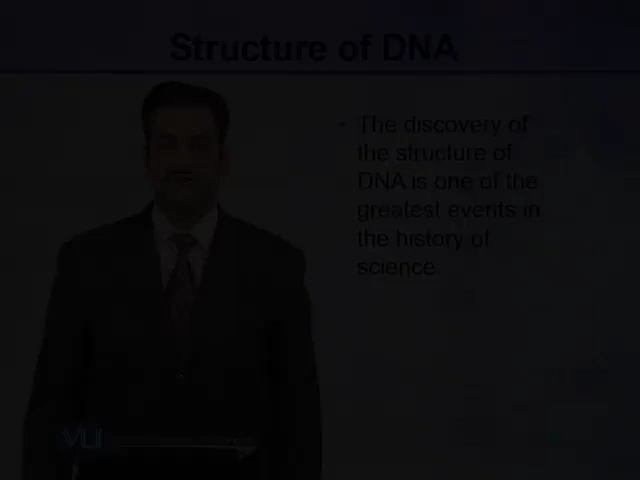 Structure of DNA
• The discovery of
the structure of
DNA is one of the
greatest events in
the history of
science
VU